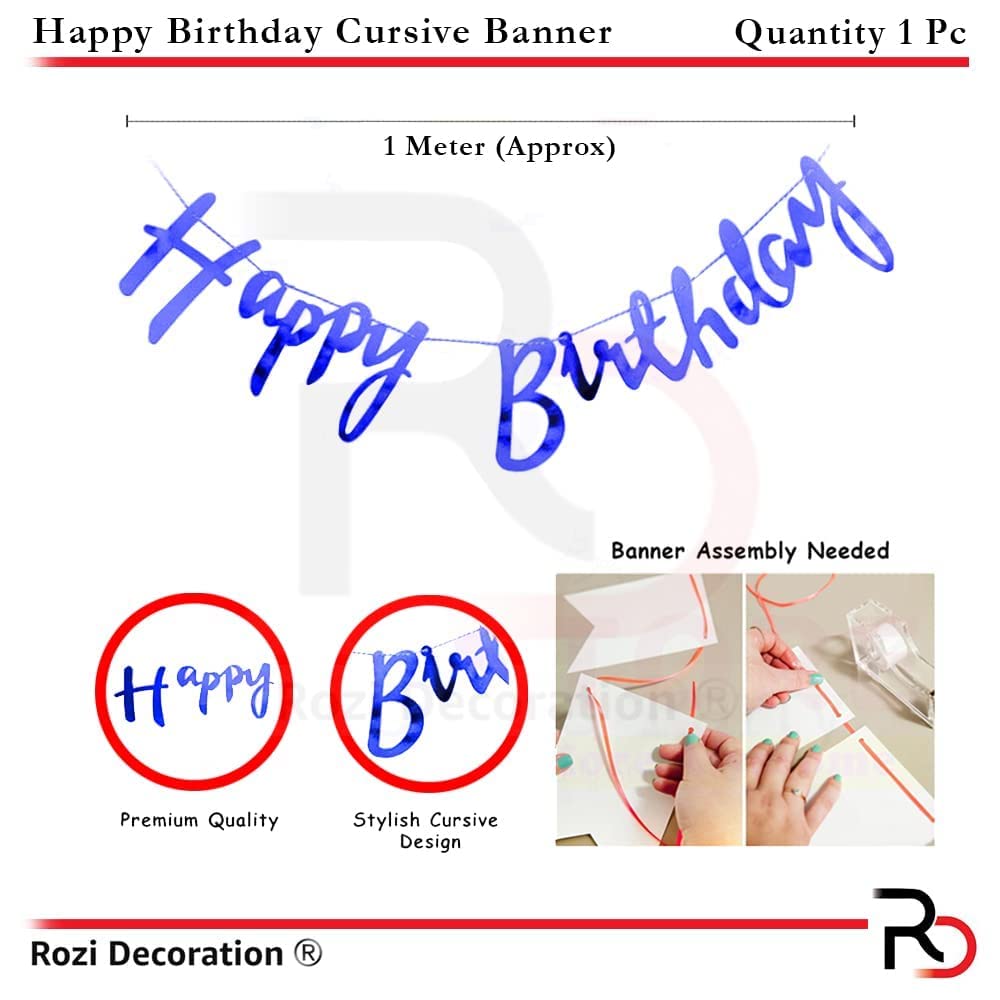 Happy Birthday Cursive Banner
Quantity 1 Pc
1 Meter (Approx)
Happy Birthday
Banner Assembly Needed
Happy
Birt
Rozi Decoration ®
Premium Quality
Stylish Cursive
Design
Rozi Decoration ®
R